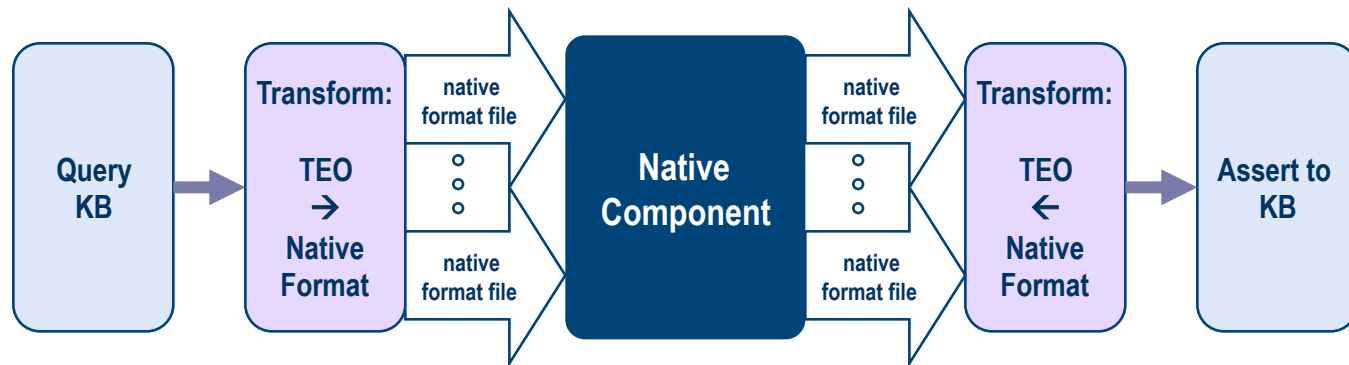 Query
KB
Transform:
TEO
→
Native
Format
native
format file
native
format file
Native
Component
native
format file
native
format file
Transform:
TEO
←
Native
Format
Assert to
KB